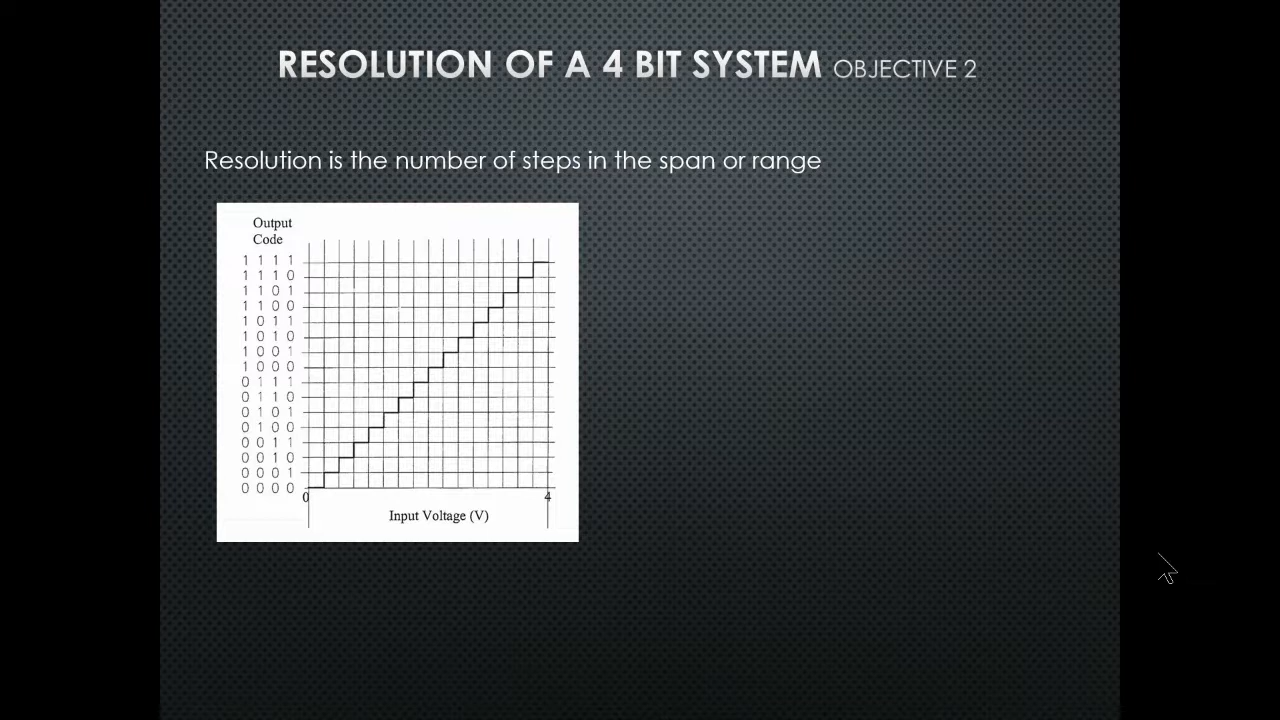 RESOLUTION OF A 4 BIT SYSTEM OBJECTIVE 2
Resolution is the number of steps in the span or range
Output
Code
1 1 1 1
1 1 1 0
1 1 0 1
1 1 0 0
1 0 1 1
1 0 1 0
1 0 0 1
1 0 0 0
0 1 1 1
0 1 1 0
0 1 0 1
0 1 0 0
0 0 1 1
0 0 1 0
0 0 0 1
0 0 0 0
0 4
Input Voltage (V)